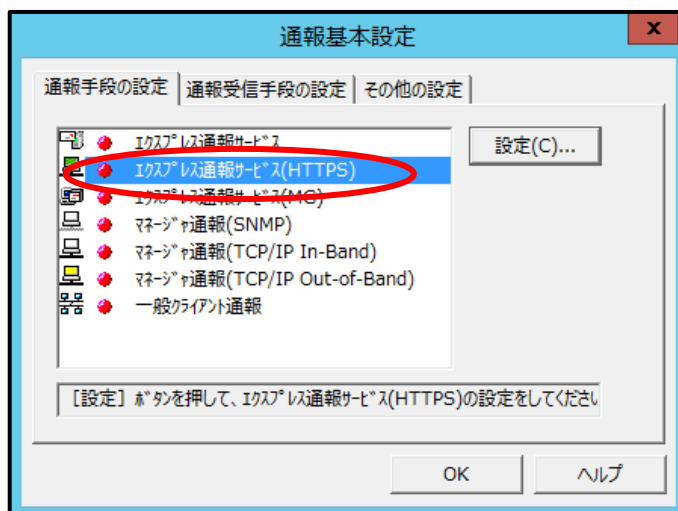 通報基本設定
x
通報手段の設定 通報受信手段の設定 その他の設定
ｴｸｽﾌﾟﾚｽ通報ｻｰﾋﾞｽ
設定(C)...
ｴｸｽﾌﾟﾚｽ通報ｻｰﾋﾞｽ(HTTPS)
ｴｸｽﾌﾟﾚｽ通報ｻｰﾋﾞｽ(MG)
ﾏﾈｰｼﾞｬ通報(SNMP)
ﾏﾈｰｼﾞｬ通報(TCP/IP In-Band)
ﾏﾈｰｼﾞｬ通報(TCP/IP Out-of-Band)
一般ｸﾗｲｱﾝﾄ通報
[設定] ﾎﾞﾀﾝを押して、ｴｸｽﾌﾟﾚｽ通報ｻｰﾋﾞｽ(HTTPS)の設定をしてくださ
OK ヘルプ